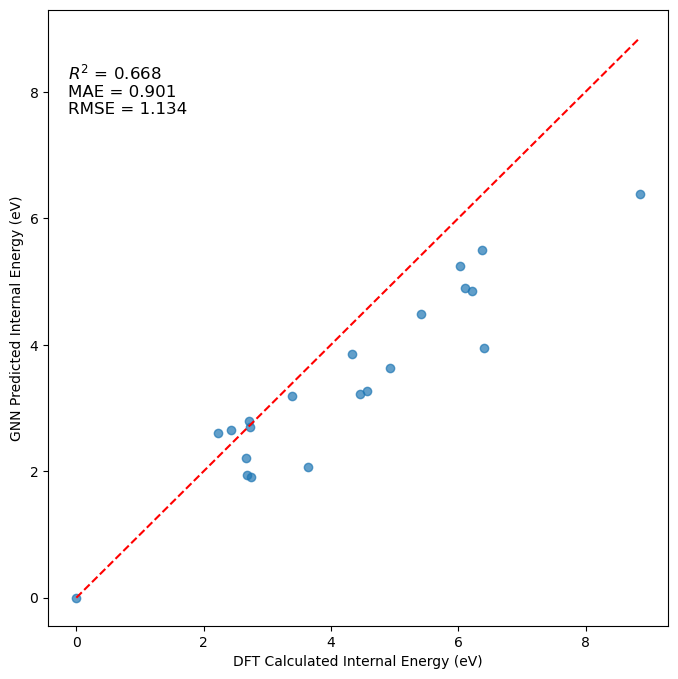 R² = 0.668
MAE = 0.901
RMSE = 1.134
8
6
4
2
0
GNN Predicted Internal Energy (eV)
0 2 4 6 8
DFT Calculated Internal Energy (eV)